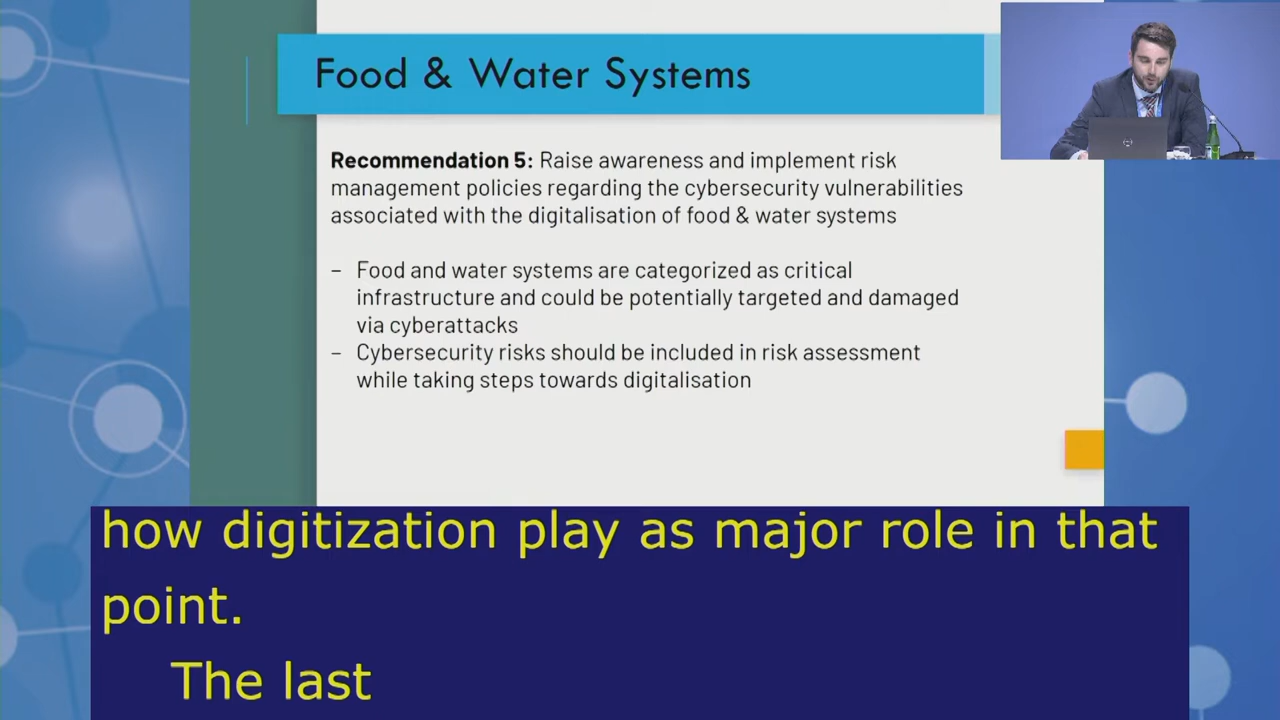 Food & Water Systems
Recommendation 5: Raise awareness and implement risk
management policies regarding the cybersecurity vulnerabilities
associated with the digitalisation of food & water systems
– Food and water systems are categorized as critical
infrastructure and could be potentially targeted and damaged
via cyberattacks
– Cybersecurity risks should be included in risk assessment
while taking steps towards digitalisation
how digitization play as major role in that
point.
The last